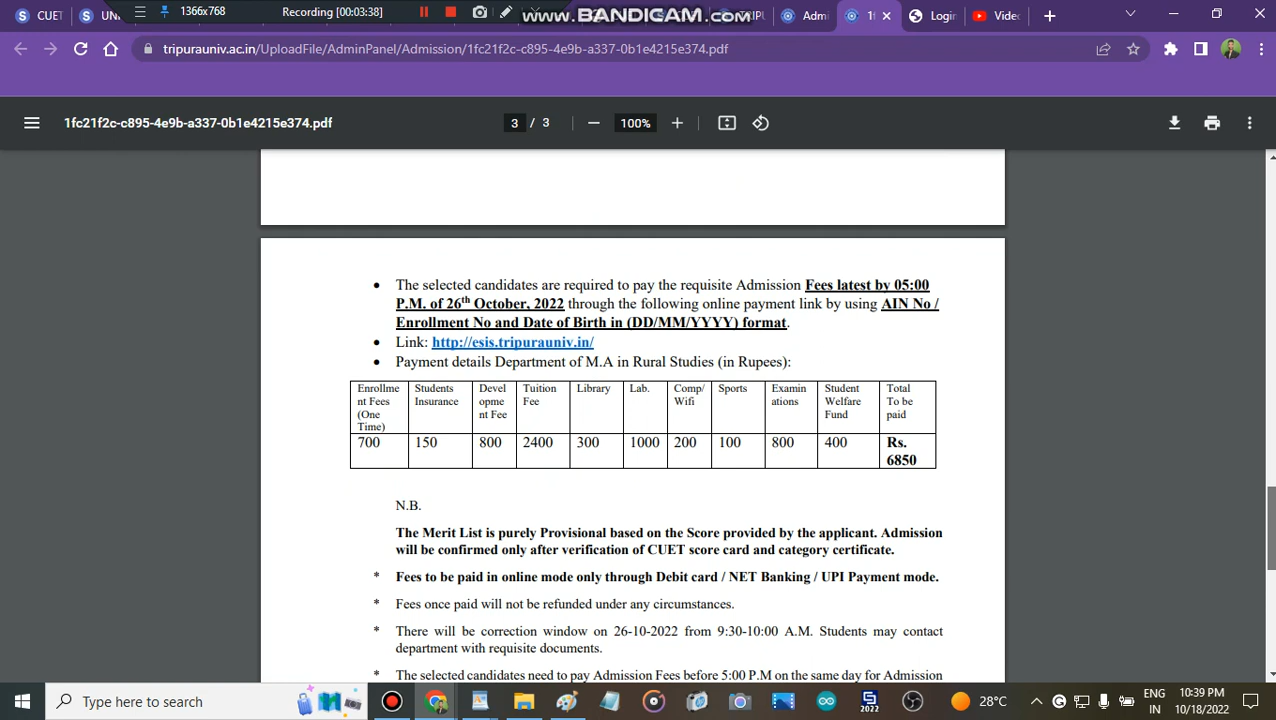 1366x768
Recording [00:03:38]
www.BANDICAM.com
CUET
UNI
Admi
Login
Video
tripurauniv.ac.in/UploadFile/AdminPanel/Admission/1fc21f2c-c895-4e9b-a337-0b1e4215e374.pdf
1fc21f2c-c895-4e9b-a337-0b1e4215e374.pdf
3 / 3
100%
• The selected candidates are required to pay the requisite Admission Fees latest by 05:00
P.M. of 26th October, 2022 through the following online payment link by using AIN No /
Enrollment No and Date of Birth in (DD/MM/YYYY) format.
• Link: http://esis.tripurauniv.in/
• Payment details Department of M.A in Rural Studies (in Rupees):
Enrollme Students Devel Tuition Library Lab. Comp/ Sports Examin Student Total
nt Fees Insurance opme Fee Wifi ations Welfare To be
(One nt Fee Fund paid
Time)
700 150 800 2400 300 1000 200 100 800 400 Rs.
6850
N.B.
The Merit List is purely Provisional based on the Score provided by the applicant. Admission
will be confirmed only after verification of CUET score card and category certificate.
* Fees to be paid in online mode only through Debit card / NET Banking / UPI Payment mode.
* Fees once paid will not be refunded under any circumstances.
* There will be correction window on 26-10-2022 from 9:30-10:00 A.M. Students may contact
department with requisite documents.
* The selected candidates need to pay Admission Fees before 5:00 P.M on the same day for Admission
Type here to search
2022
28°C
ENG
IN
10:39 PM
10/18/2022